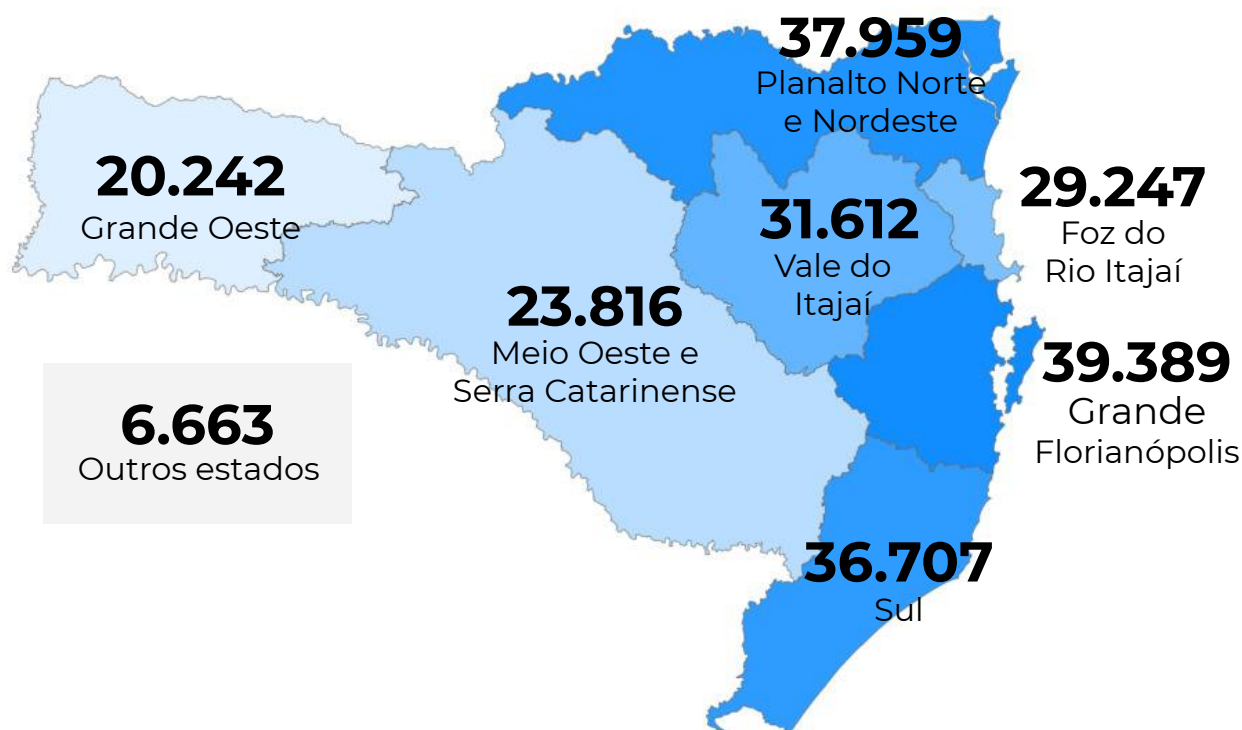 37.959
Planalto Norte
e Nordeste
20.242
Grande Oeste
29.247
Foz do
Rio Itajaí
31.612
Vale do
Itajaí
23.816
Meio Oeste e
Serra Catarinense
39.389
Grande
Florianópolis
6.663
Outros estados
36.707
Sul